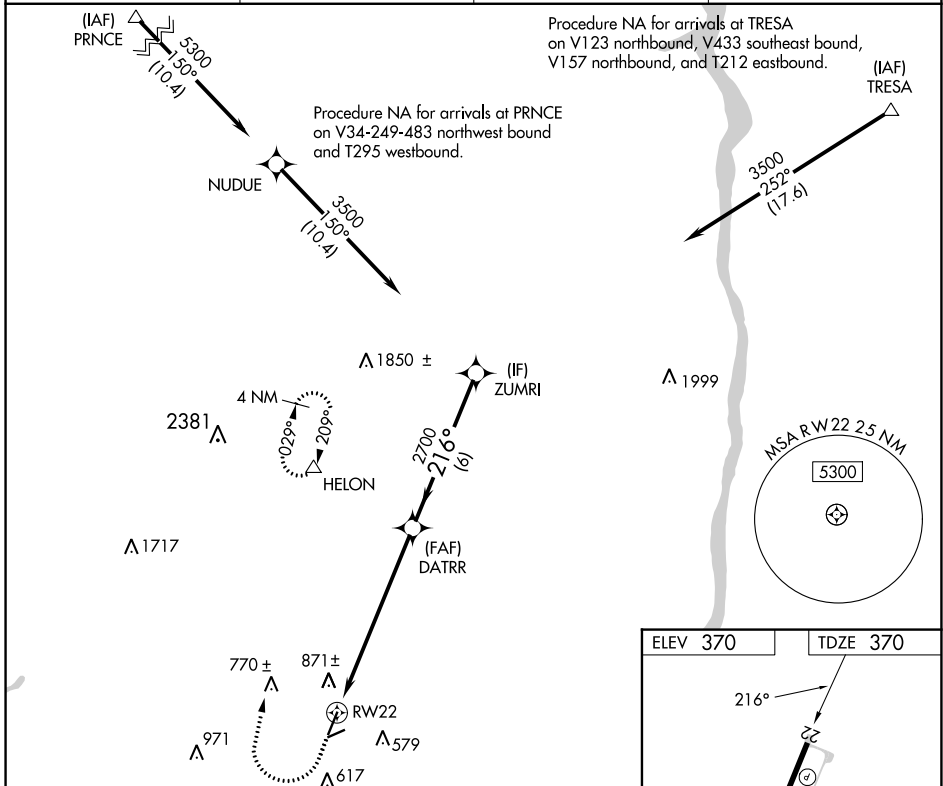 (IAF)
PRNCE
5300
150°
(10.4)
Procedure NA for arrivals at TRESA
on V123 northbound, V433 southeast bound,
V157 northbound, and T212 eastbound.
(IAF)
TRESA
Procedure NA for arrivals at PRNCE
on V34-249-483 northwest bound
and T295 westbound.
NUDUE
3500
150°
(10.4)
3500
252°
(17.6)
1850 ±
(IF)
ZUMRI
1999
4 NM
029°
209°
HELON
2381
2700
216°
(6)
MSA RW22 25 NM
5300
1717
(FAF)
DATRR
770 ±
871±
RW22
971
579
617
ELEV 370
TDZE 370
216°
22
P